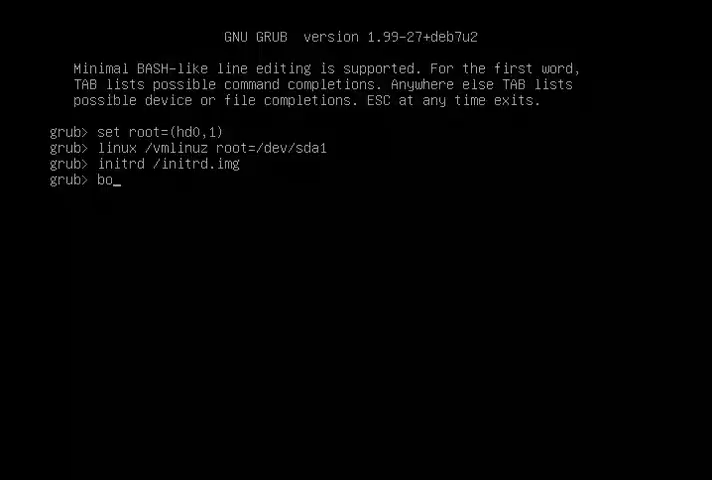 GNU GRUB  version 1.99-27+deb7u2
Minimal BASH-like line editing is supported. For the first word,
TAB lists possible command completions. Anywhere else TAB lists
possible device or file completions. ESC at any time exits.
grub> set root=(hd0,1)
grub> linux /vmlinuz root=/dev/sda1
grub> initrd /initrd.img
grub> bo_